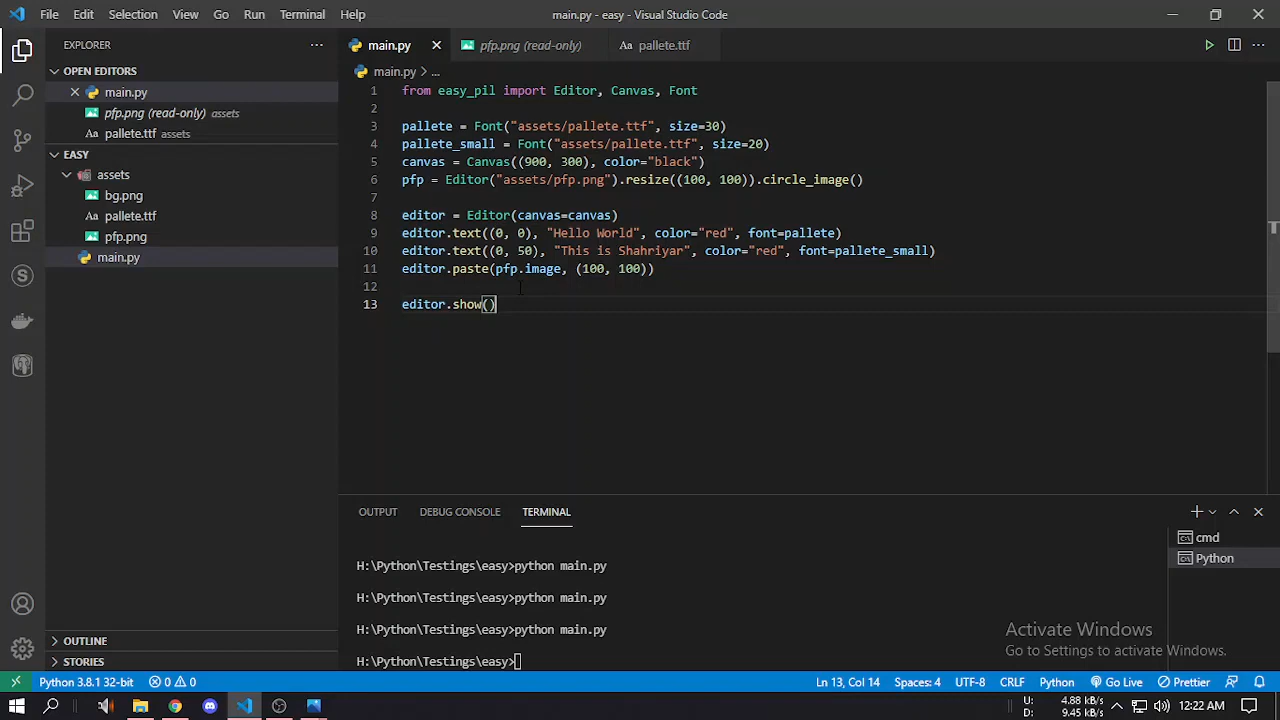 File Edit Selection View Go Run Terminal Help
main.py - easy - Visual Studio Code
EXPLORER
OPEN EDITORS
main.py
pfp.png (read-only) assets
pallete.ttf assets
EASY
assets
bg.png
pallete.ttf
pfp.png
main.py
OUTLINE
STORIES
main.py
pfp.png (read-only)
pallete.ttf
main.py > ...
1 from easy_pil import Editor, Canvas, Font
2
3 pallete = Font("assets/pallete.ttf", size=30)
4 pallete_small = Font("assets/pallete.ttf", size=20)
5 canvas = Canvas((900, 300), color="black")
6 pfp = Editor("assets/pfp.png").resize((100, 100)).circle_image()
7
8 editor = Editor(canvas=canvas)
9 editor.text((0, 0), "Hello World", color="red", font=pallete)
10 editor.text((0, 50), "This is Shahriyar", color="red", font=pallete_small)
11 editor.paste(pfp.image, (100, 100))
12
13 editor.show()
OUTPUT DEBUG CONSOLE TERMINAL
H:\Python\Testings\easy>python main.py
H:\Python\Testings\easy>python main.py
H:\Python\Testings\easy>python main.py
H:\Python\Testings\easy>
cmd
Python
Activate Windows
Go to Settings to activate Windows.
Python 3.8.1 32-bit 0 0
Ln 13, Col 14 Spaces: 4 UTF-8 CRLF Python Go Live Prettier
U: 4.88 kB/s
D: 9.45 kB/s
12:22 AM